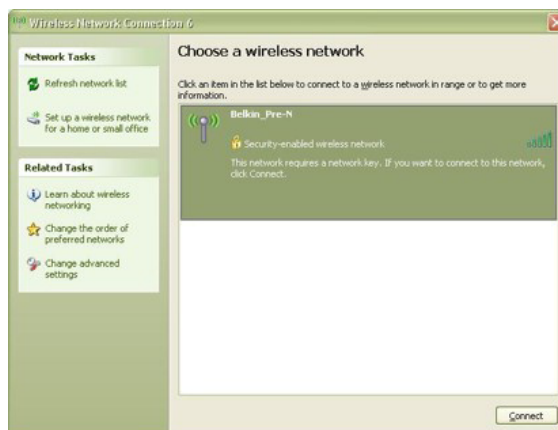 Wireless Network Connection 6
Network Tasks
Refresh network list
Set up a wireless network
for a home or small office
Related Tasks
Learn about wireless
networking
Change the order of
preferred networks
Change advanced
settings
Choose a wireless network
Click an item in the list below to connect to a wireless network in range or to get more
information.
Belkin_Pre-N
Security-enabled wireless network
This network requires a network key. If you want to connect to this network,
click Connect.
Connect